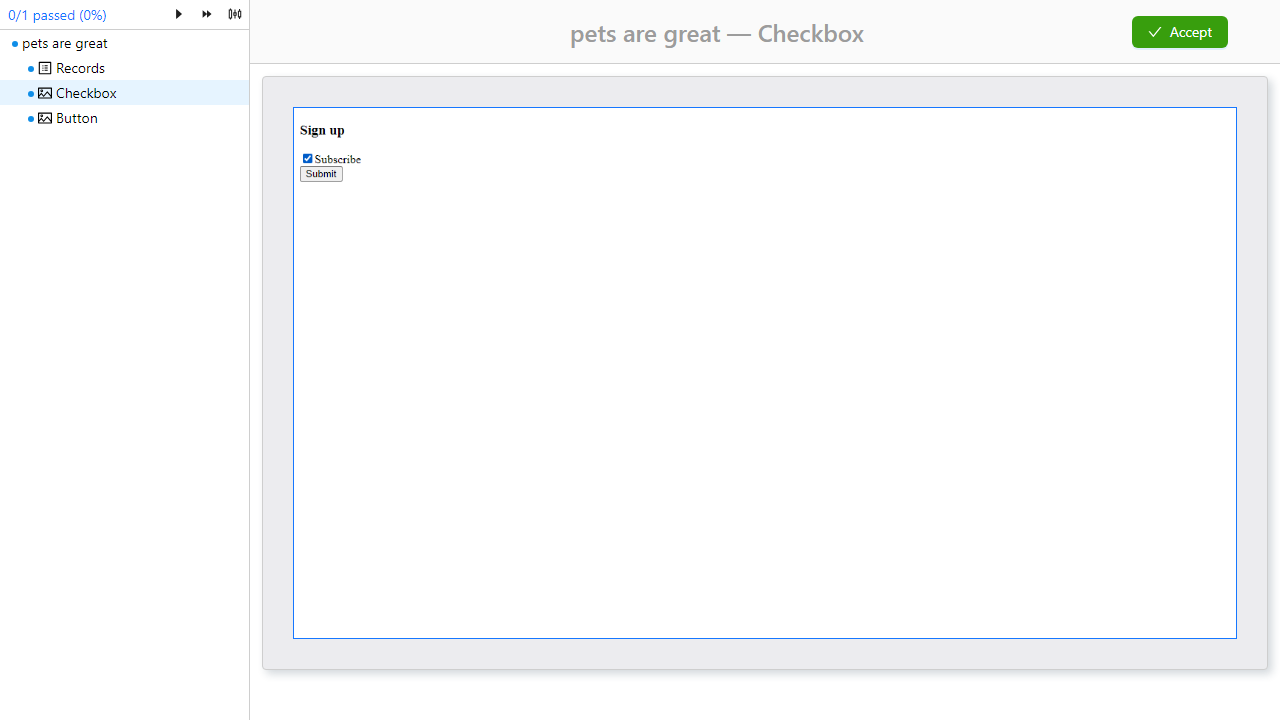 0/1 passed (0%)
pets are great
Records
Checkbox
Button
pets are great — Checkbox
Accept
Sign up
Subscribe
Submit